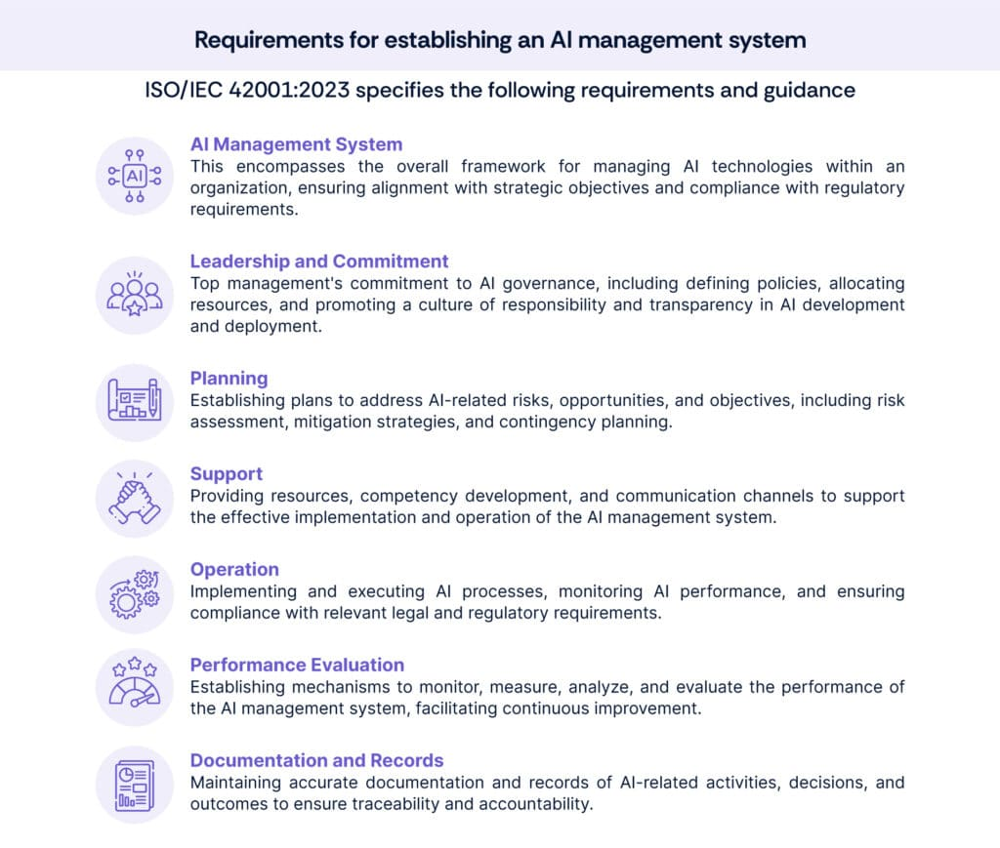 Requirements for establishing an AI management system
ISO/IEC 42001:2023 specifies the following requirements and guidance
AI Management System
This encompasses the overall framework for managing AI technologies within an
organization, ensuring alignment with strategic objectives and compliance with regulatory
requirements.
AI
Leadership and Commitment
Top management's commitment to AI governance, including defining policies, allocating
resources, and promoting a culture of responsibility and transparency in AI development
and deployment.
Planning
Establishing plans to address AI-related risks, opportunities, and objectives, including risk
assessment, mitigation strategies, and contingency planning.
Support
Providing resources, competency development, and communication channels to support
the effective implementation and operation of the AI management system.
Operation
Implementing and executing AI processes, monitoring AI performance, and ensuring
compliance with relevant legal and regulatory requirements.
Performance Evaluation
Establishing mechanisms to monitor, measure, analyze, and evaluate the performance of
the AI management system, facilitating continuous improvement.
Documentation and Records
Maintaining accurate documentation and records of AI-related activities, decisions, and
outcomes to ensure traceability and accountability.